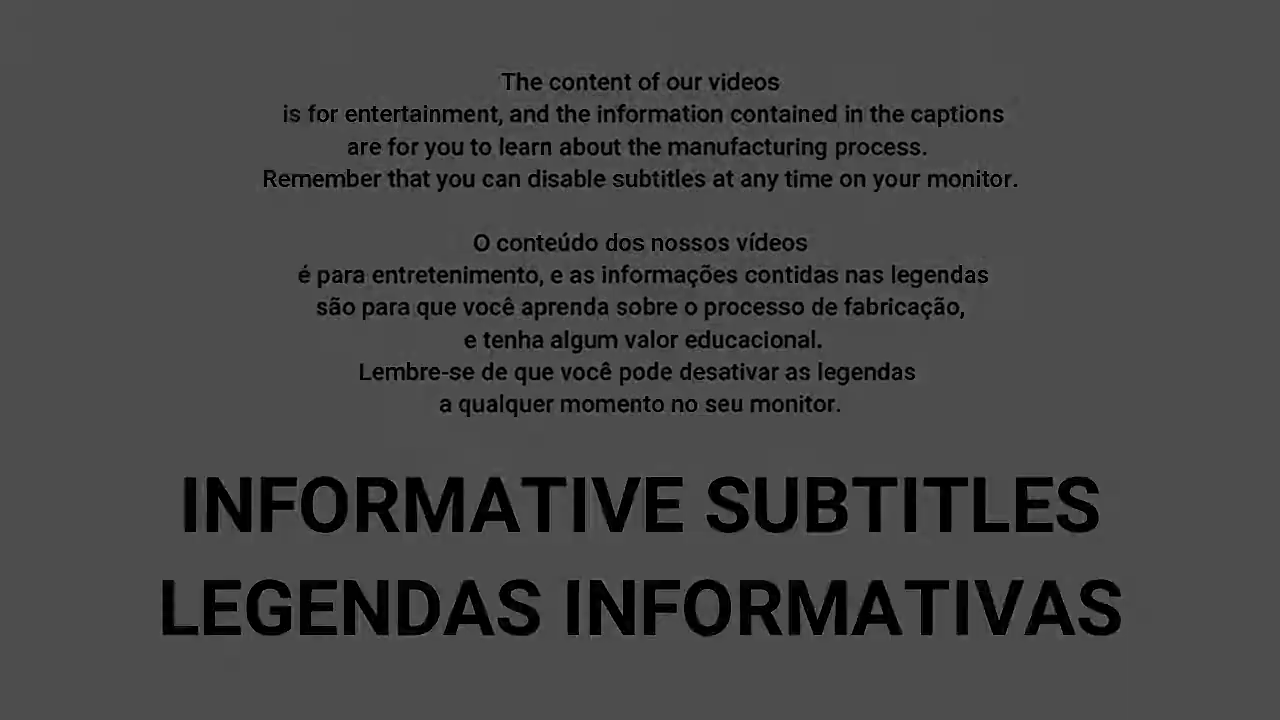 The content of our videos
is for entertainment, and the information contained in the captions
are for you to learn about the manufacturing process.
Remember that you can disable subtitles at any time on your monitor.
O conteúdo dos nossos vídeos
é para entretenimento, e as informações contidas nas legendas
são para que você aprenda sobre o processo de fabricação,
e tenha algum valor educacional.
Lembre-se de que você pode desativar as legendas
a qualquer momento no seu monitor.
INFORMATIVE SUBTITLES
LEGENDAS INFORMATIVAS